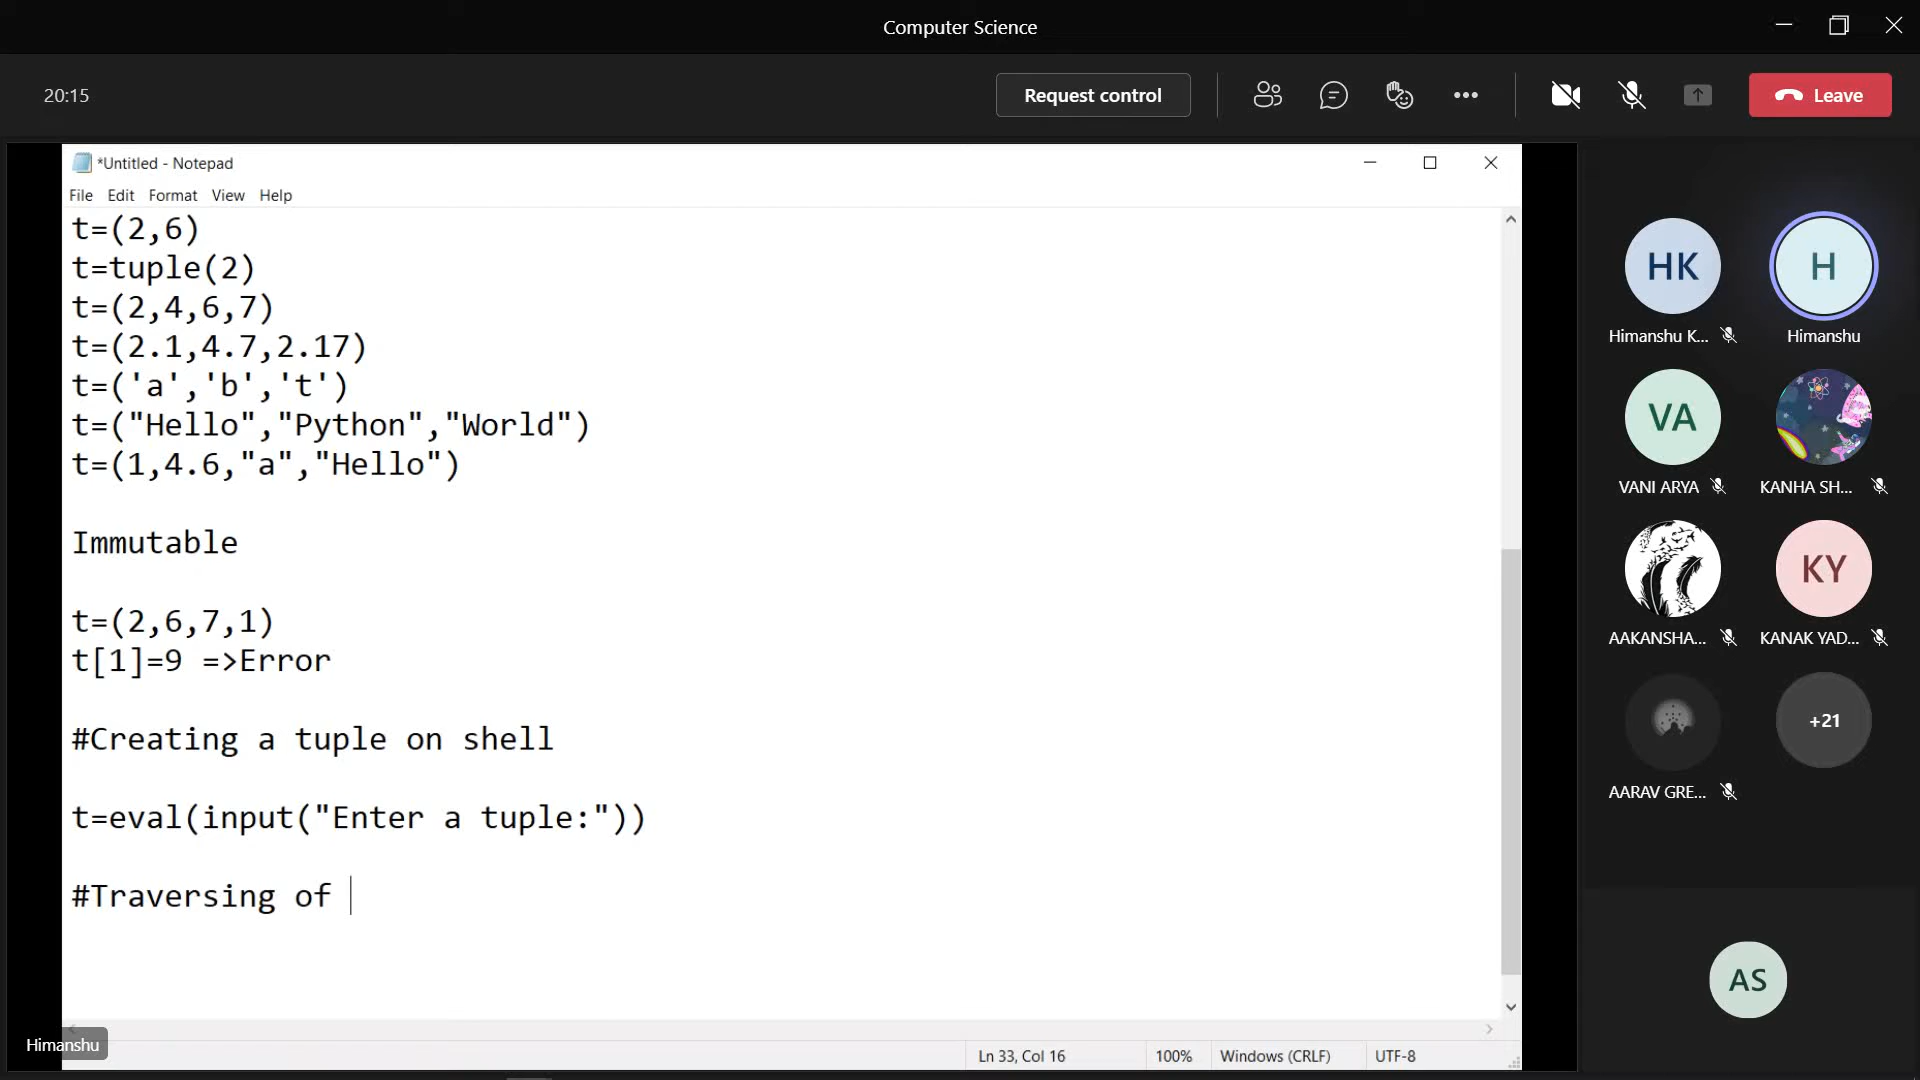 Computer Science
20:15
Request control
Leave
*Untitled - Notepad
File Edit Format View Help
t=(2,6)
t=tuple(2)
t=(2,4,6,7)
t=(2.1,4.7,2.17)
t=('a','b','t')
t=("Hello","Python","World")
t=(1,4.6,"a","Hello")
Immutable
t=(2,6,7,1)
t[1]=9 =>Error
#Creating a tuple on shell
t=eval(input("Enter a tuple:"))
#Traversing of
Ln 33, Col 16
100%
Windows (CRLF)
UTF-8
Himanshu
HK
Himanshu K...
H
Himanshu
VA
VANI ARYA
KANHA SH...
AAKANSHA...
KY
KANAK YAD...
AARAV GRE...
+21
AS